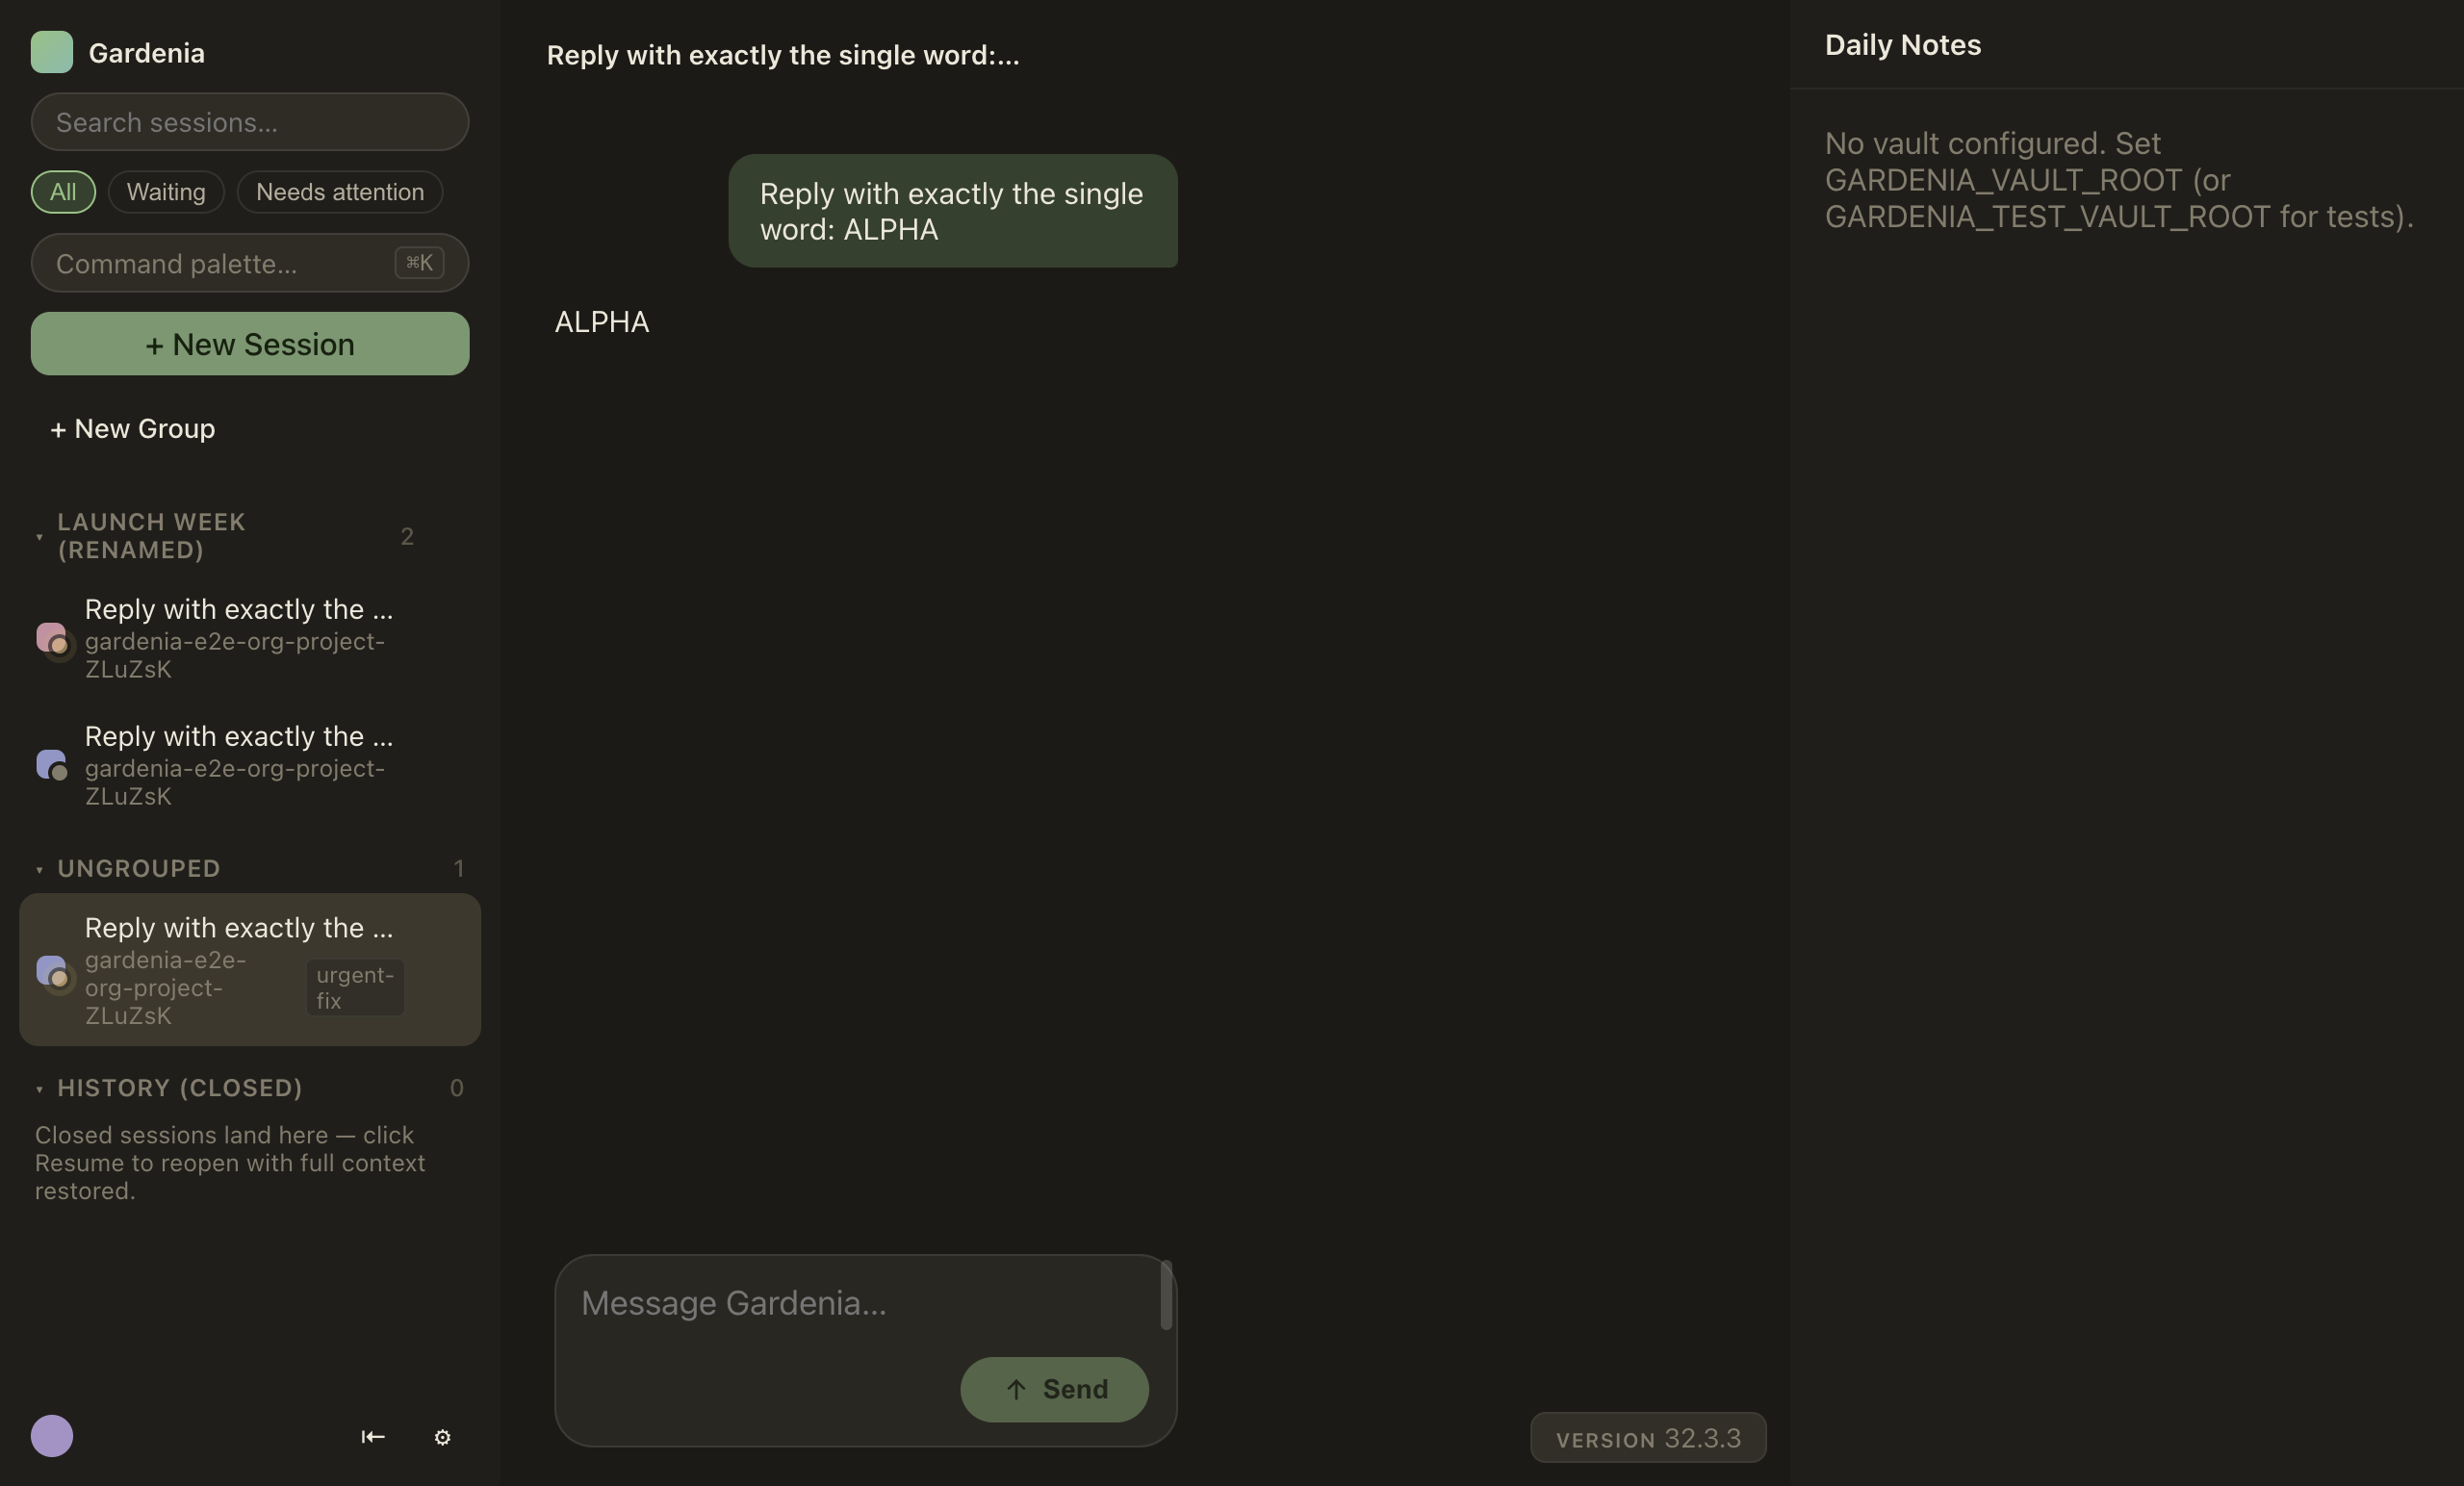 Gardenia
Search sessions...
All
Waiting
Needs attention
Command palette...
⌘K
+ New Session
+ New Group
LAUNCH WEEK
(RENAMED)
2
Reply with exactly the ...
gardenia-e2e-org-project-
ZLuZsK
Reply with exactly the ...
gardenia-e2e-org-project-
ZLuZsK
UNGROUPED
1
Reply with exactly the ...
gardenia-e2e-
org-project-
ZLuZsK
urgent-
fix
HISTORY (CLOSED)
0
Closed sessions land here — click
Resume to reopen with full context
restored.
Reply with exactly the single word:...
Reply with exactly the single
word: ALPHA
ALPHA
Message Gardenia...
↑ Send
VERSION 32.3.3
Daily Notes
No vault configured. Set
GARDENIA_VAULT_ROOT (or
GARDENIA_TEST_VAULT_ROOT for tests).